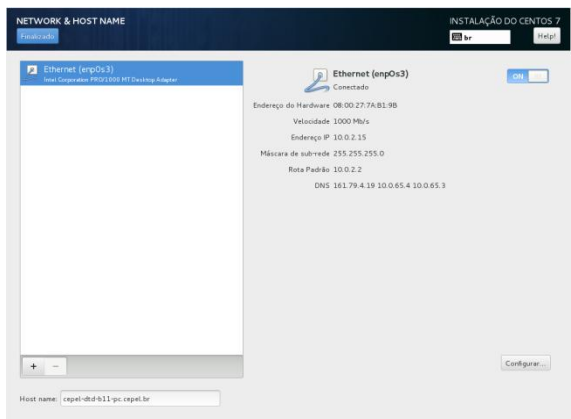 NETWORK & HOST NAME
INSTALAÇÃO DO CENTOS 7
Finalizado
br
Help!
Ethernet (enp0s3)
Intel Corporation PRO/1000 MT Desktop Adapter
Ethernet (enp0s3)
Conectado
ON
Endereço do Hardware 08:00:27:7A:B1:9B
Velocidade 1000 Mb/s
Endereço IP 10.0.2.15
Máscara de sub-rede 255.255.255.0
Rota Padrão 10.0.2.2
DNS 161.79.4.19 10.0.65.4 10.0.65.3
+ -
Configurar...
Host name: cepel-dtd-b11-pc.cepel.br